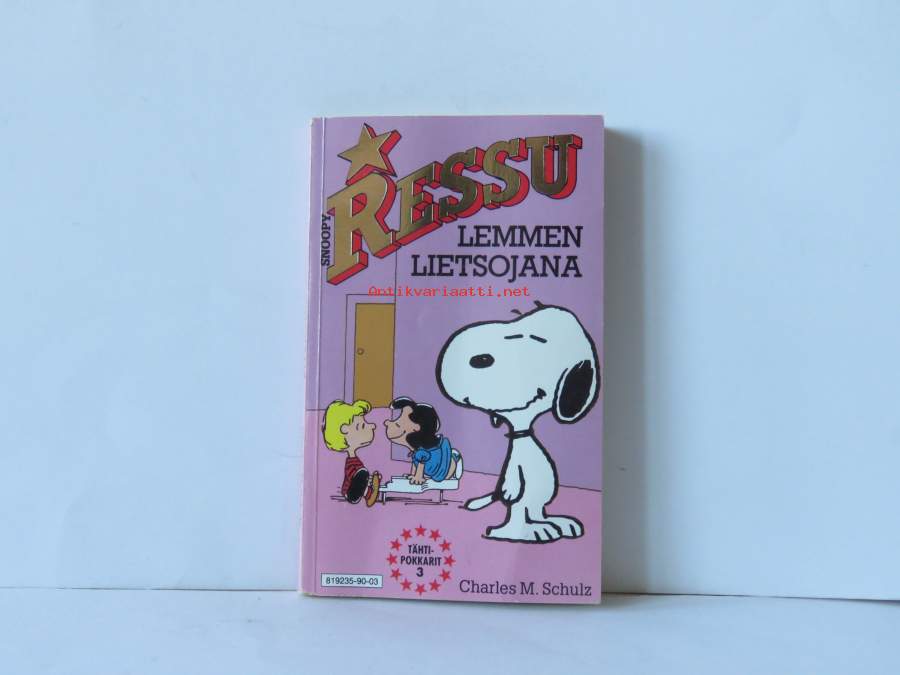 SNOOPY
RESSU
LEMMEN
LIETSOJANA
Antikvariaatti.net
TÄHTI-
POKKARIT
3
819235-90-03
Charles M. Schulz